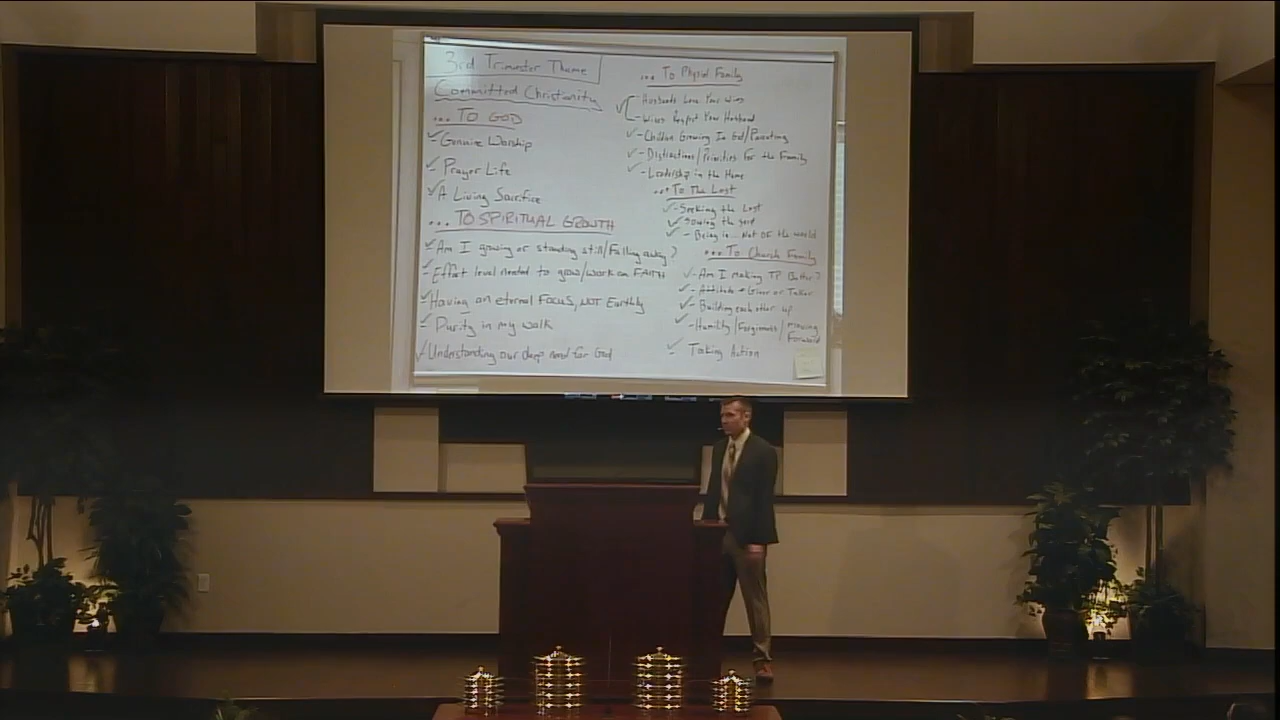 3rd Trimester Theme
Committed Christianity
... TO GOD
- Genuine Worship
- Prayer Life
- A Living Sacrifice
... TO SPIRITUAL GROWTH
- Am I growing or standing still/falling away?
- Effort level needed to grow/work on FAITH
- Having an eternal FOCUS, NOT Earthly
- Purity in my walk
- Understanding our deep need for God
... To Physical Family
- Husbands Love Your Wives
- Wives Respect Your Husband
- Children Growing In God/Parenting
- Distractions/Priorities For the Family
- Leadership in the Home
... To The Lost
- Seeking the Lost
- Sowing the seed
- Being in... Not OF the world
... To Church Family
- Am I making TP Better?
- Attitude Giver or Taker
- Building each other up
- Humility/Forgiveness/moving
Forward
- Taking Action